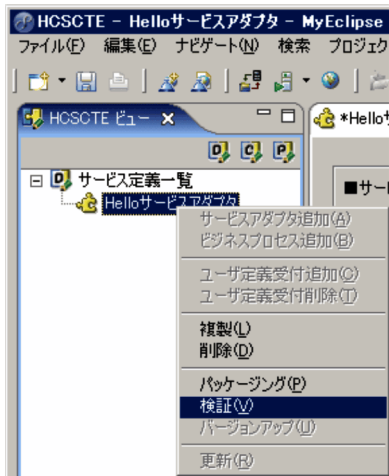 HCSCTE - Helloサービスアダプタ - MyEclipse
ファイル(F) 編集(E) ナビゲート(N) 検索 プロジェク
HCSCTE ビュー
*Helloサ
サービス定義一覧
Helloサービスアダプタ
■サー
サービスアダプタ追加(A)
ビジネスプロセス追加(B)
ユーザ定義受付追加(C)
ユーザ定義受付削除(T)
複製(L)
削除(D)
パッケージング(P)
検証(V)
バージョンアップ(U)
更新(R)